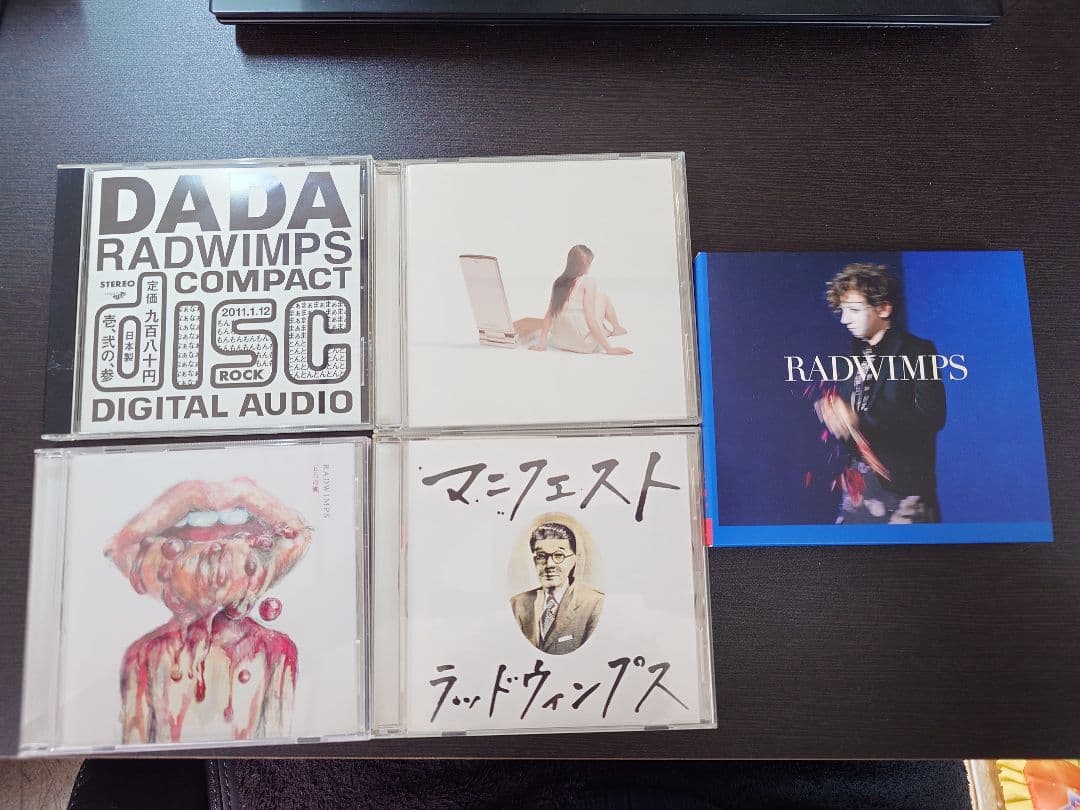 DADA
RADWIMPS
STEREO
COMPACT
disc
定価 九百八十円
日本製
壱、弐の、参
2011.1.12
ROCK
DIGITAL AUDIO
RADWIMPS
RADWIMPS
マニフェスト
ラッドウィンプス